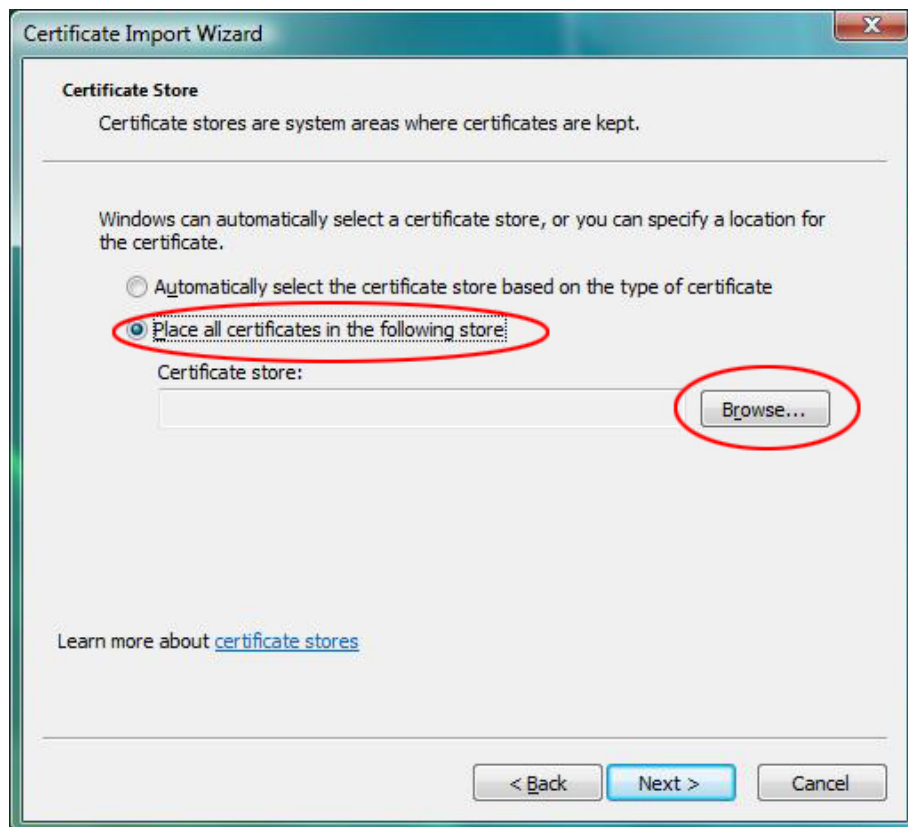 Certificate Import Wizard
X
Certificate Store
Certificate stores are system areas where certificates are kept.
Windows can automatically select a certificate store, or you can specify a location for
the certificate.
Automatically select the certificate store based on the type of certificate
Place all certificates in the following store
Certificate store:
Browse...
Learn more about certificate stores
< Back Next > Cancel